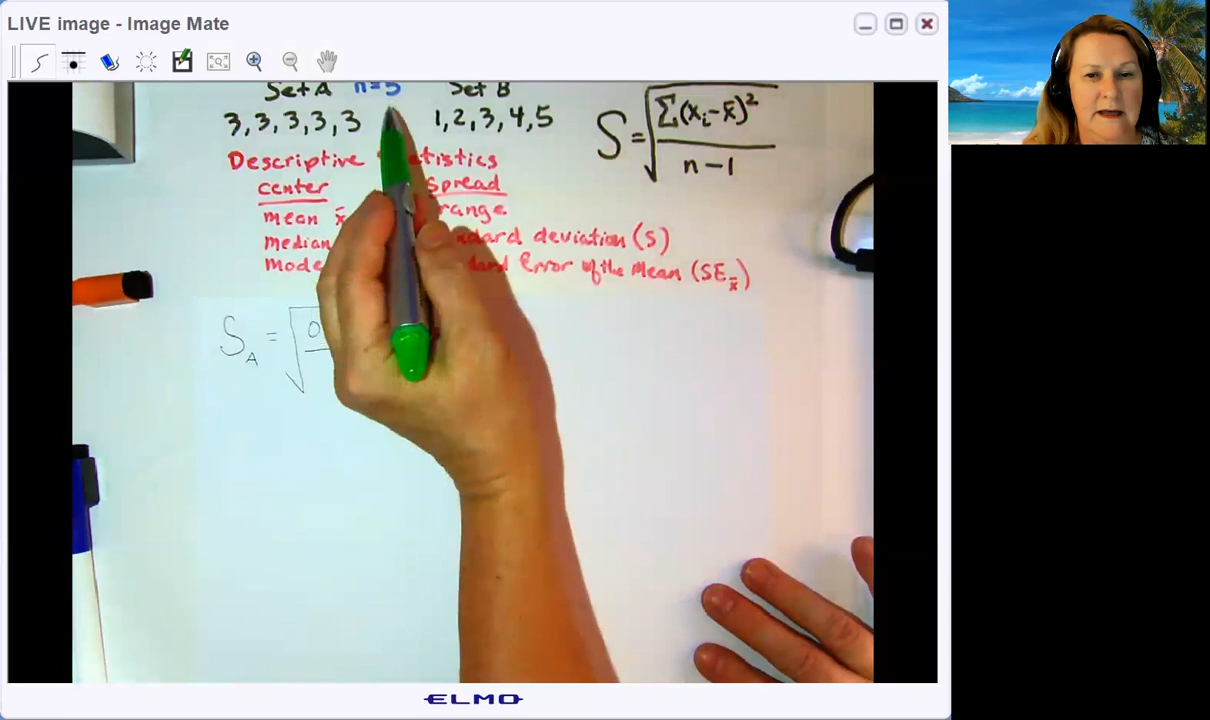 LIVE image - Image Mate
Set A n=5 Set B
3, 3, 3, 3, 3 1, 2, 3, 4, 5
S = √(Σ(xᵢ - x̄)² / n - 1)
Descriptive
center spread
mean x̄ range
median deviation (S)
Mode Error of the Mean (SEx̄)
S_A = √0
ELMO